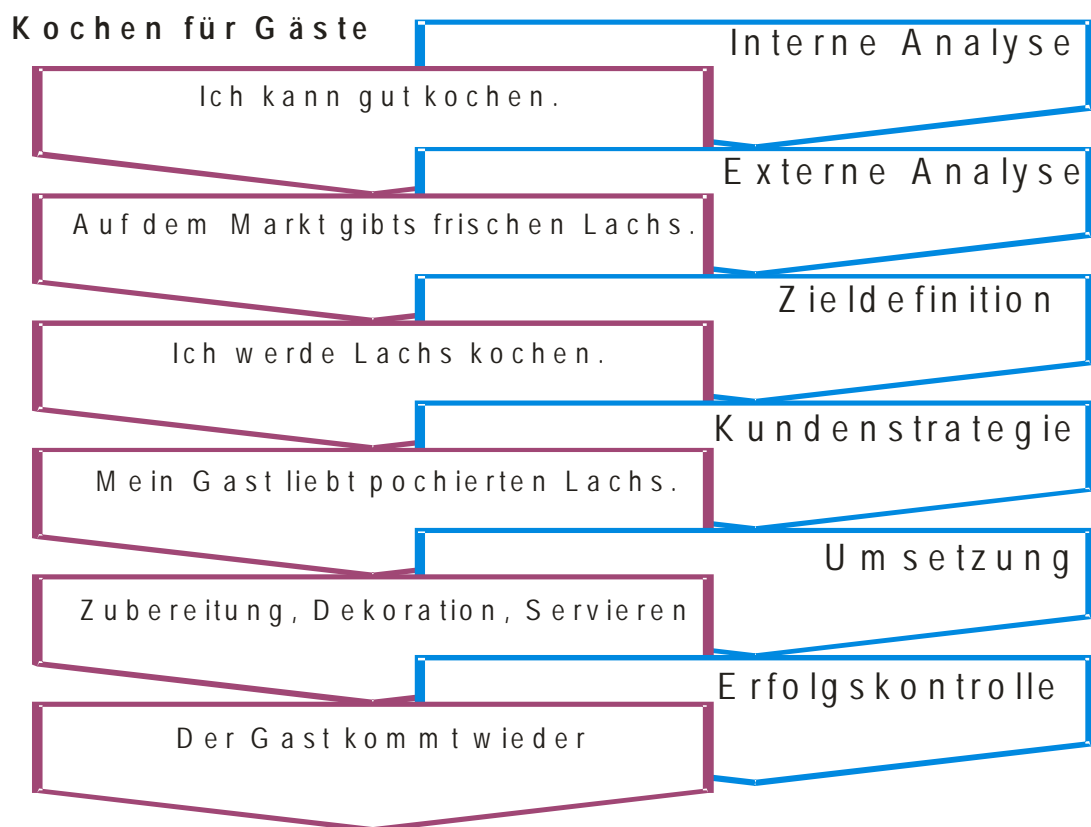 Kochen für Gäste
Interne Analyse
Ich kann gut kochen.
Externe Analyse
Auf dem Markt gibts frischen Lachs.
Zieldefinition
Ich werde Lachs kochen.
Kundenstrategie
Mein Gast liebt pochierten Lachs.
Umsetzung
Zubereitung, Dekoration, Servieren
Erfolgskontrolle
Der Gast kommt wieder